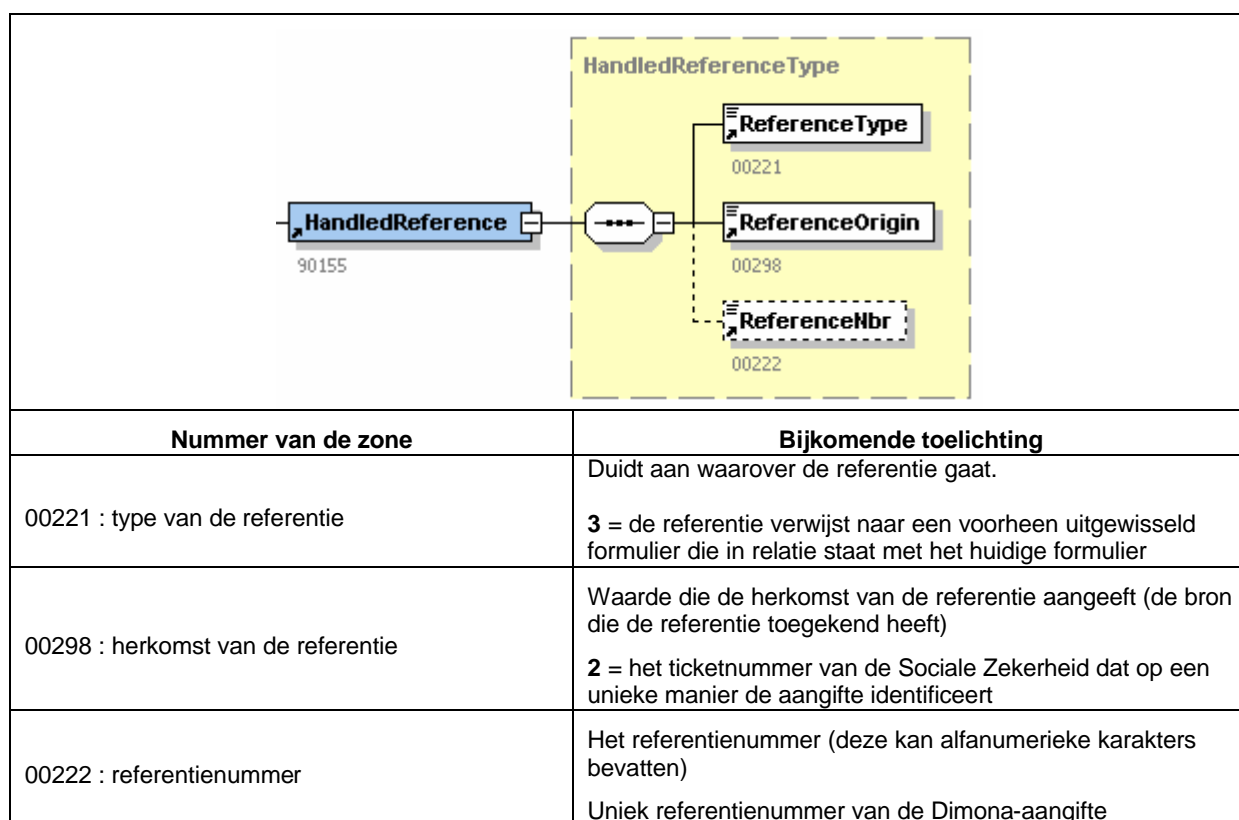 HandledReferenceType
ReferenceType
00221
HandledReference
90155
ReferenceOrigin
00298
ReferenceNbr
00222
Nummer van de zone
Bijkomende toelichting
00221 : type van de referentie
Duidt aan waarover de referentie gaat.
3 = de referentie verwijst naar een voorheen uitgewisseld
formulier die in relatie staat met het huidige formulier
00298 : herkomst van de referentie
Waarde die de herkomst van de referentie aangeeft (de bron
die de referentie toegekend heeft)
2 = het ticketnummer van de Sociale Zekerheid dat op een
unieke manier de aangifte identificeert
00222 : referentienummer
Het referentienummer (deze kan alfanumerieke karakters
bevatten)
Uniek referentienummer van de Dimona-aangifte